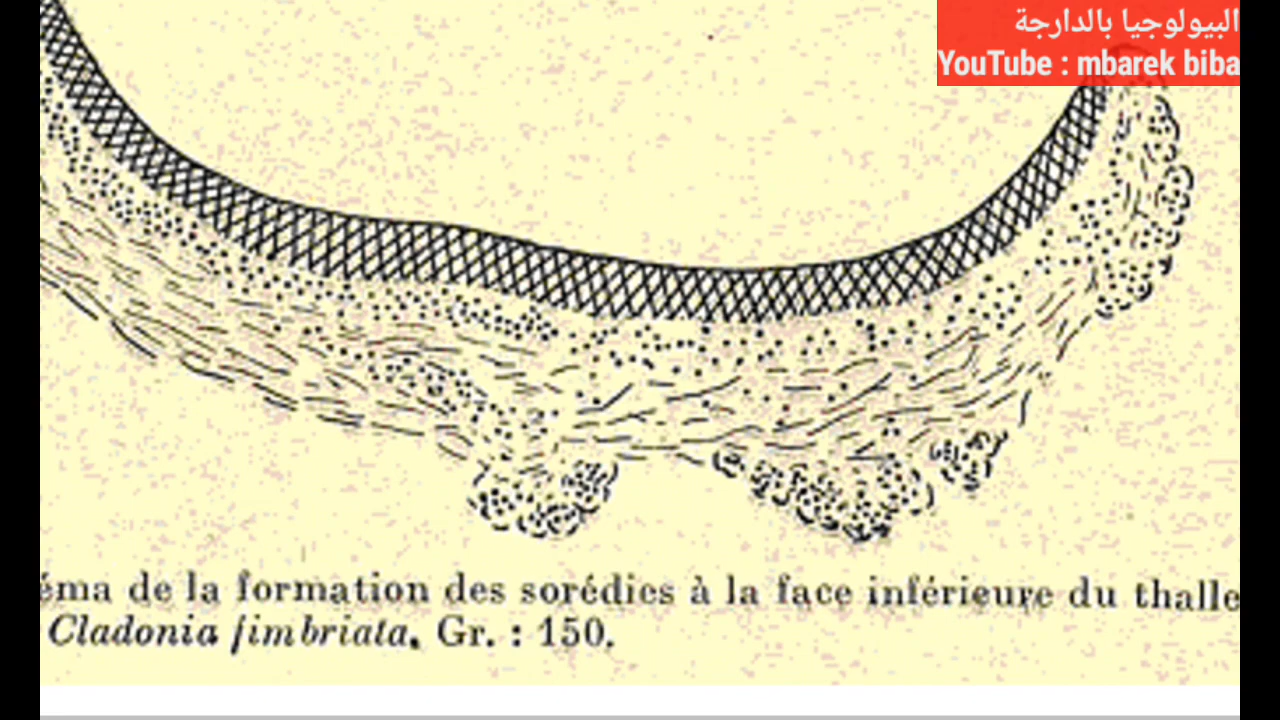 البيولوجيا بالدارجة
YouTube : mbarek biba
éma de la formation des sorédies à la face inférieure du thalle
Cladonia fimbriata. Gr. : 150.